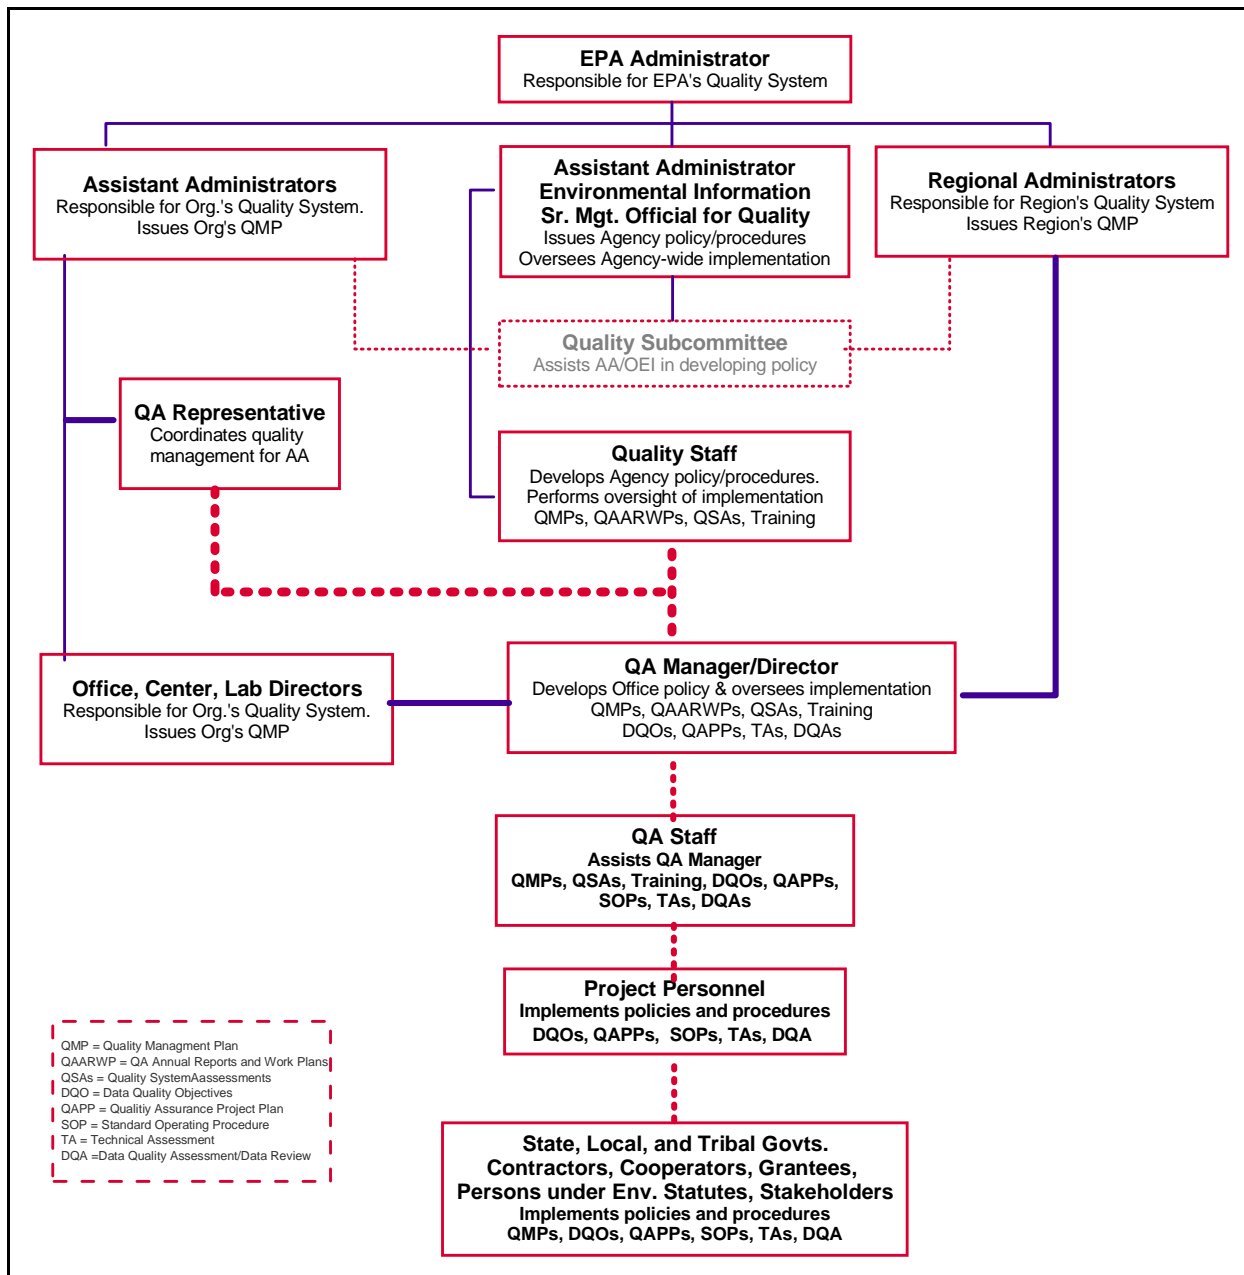 EPA Administrator
Responsible for EPA's Quality System
Assistant Administrators
Responsible for Org.'s Quality System.
Issues Org's QMP
Assistant Administrator
Environmental Information
Sr. Mgt. Official for Quality
Issues Agency policy/procedures
Oversees Agency-wide implementation
Regional Administrators
Responsible for Region's Quality System
Issues Region's QMP
Quality Subcommittee
Assists AA/OEI in developing policy
QA Representative
Coordinates quality
management for AA
Quality Staff
Develops Agency policy/procedures.
Performs oversight of implementation
QMPs, QAARWPs, QSAs, Training
Office, Center, Lab Directors
Responsible for Org.'s Quality System.
Issues Org's QMP
QA Manager/Director
Develops Office policy & oversees implementation
QMPs, QAARWPs, QSAs, Training
DQOs, QAPPs, TAs, DQAs
QA Staff
Assists QA Manager
QMPs, QSAs, Training, DQOs, QAPPs,
SOPs, TAs, DQAs
Project Personnel
Implements policies and procedures
DQOs, QAPPs, SOPs, TAs, DQA
QMP = Quality Managment Plan
QAARWP = QA Annual Reports and Work Plans
QSAs = Quality SystemAassessments
DQO = Data Quality Objectives
QAPP = Qualitiy Assurance Project Plan
SOP = Standard Operating Procedure
TA = Technical Assessment
DQA =Data Quality Assessment/Data Review
State, Local, and Tribal Govts.
Contractors, Cooperators, Grantees,
Persons under Env. Statutes, Stakeholders
Implements policies and procedures
QMPs, DQOs, QAPPs, SOPs, TAs, DQA